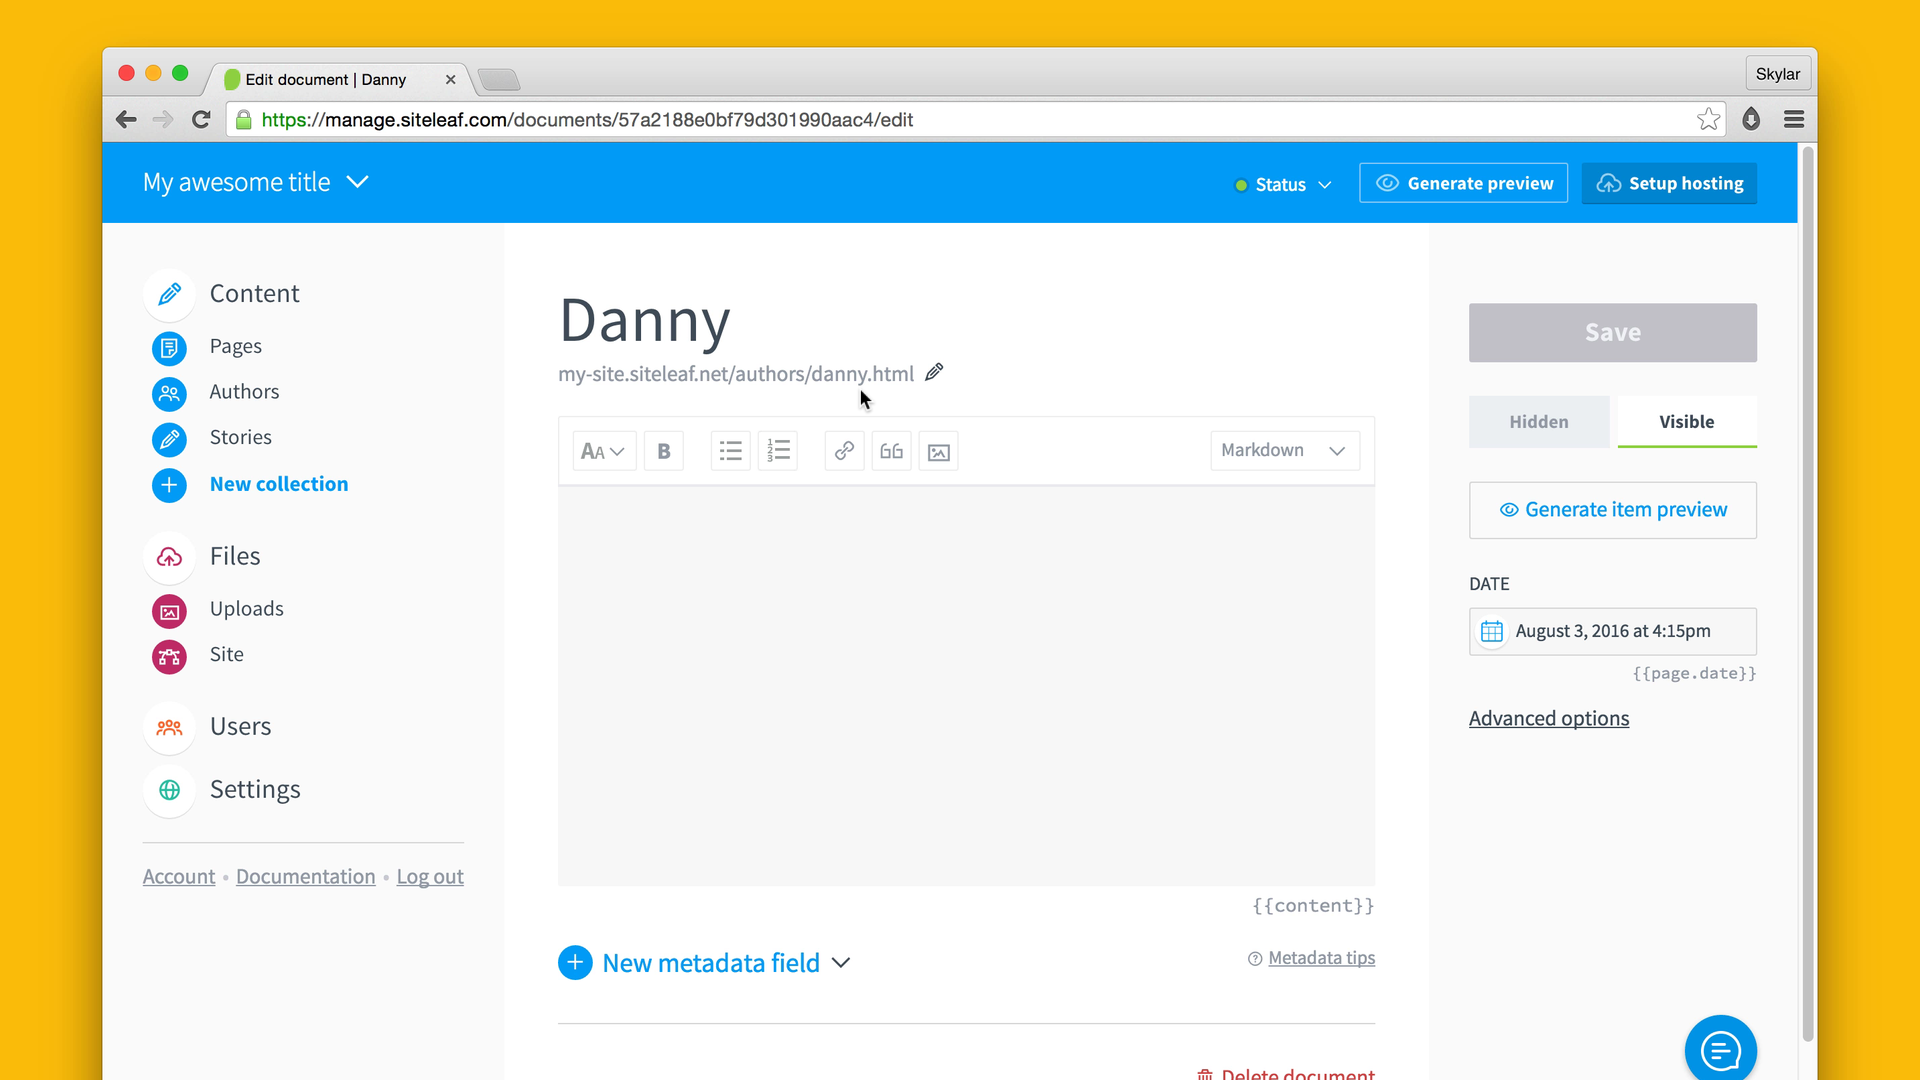 Edit document | Danny
Skylar
https://manage.siteleaf.com/documents/57a2188e0bf79d301990aac4/edit
My awesome title
Status
Generate preview
Setup hosting
Content
Pages
Authors
Stories
New collection
Files
Uploads
Site
Users
Settings
Account • Documentation • Log out
Danny
my-site.siteleaf.net/authors/danny.html
AA
B
1
2
3
Markdown
{{content}}
New metadata field
Metadata tips
Delete document
Save
Hidden
Visible
Generate item preview
DATE
August 3, 2016 at 4:15pm
{{page.date}}
Advanced options